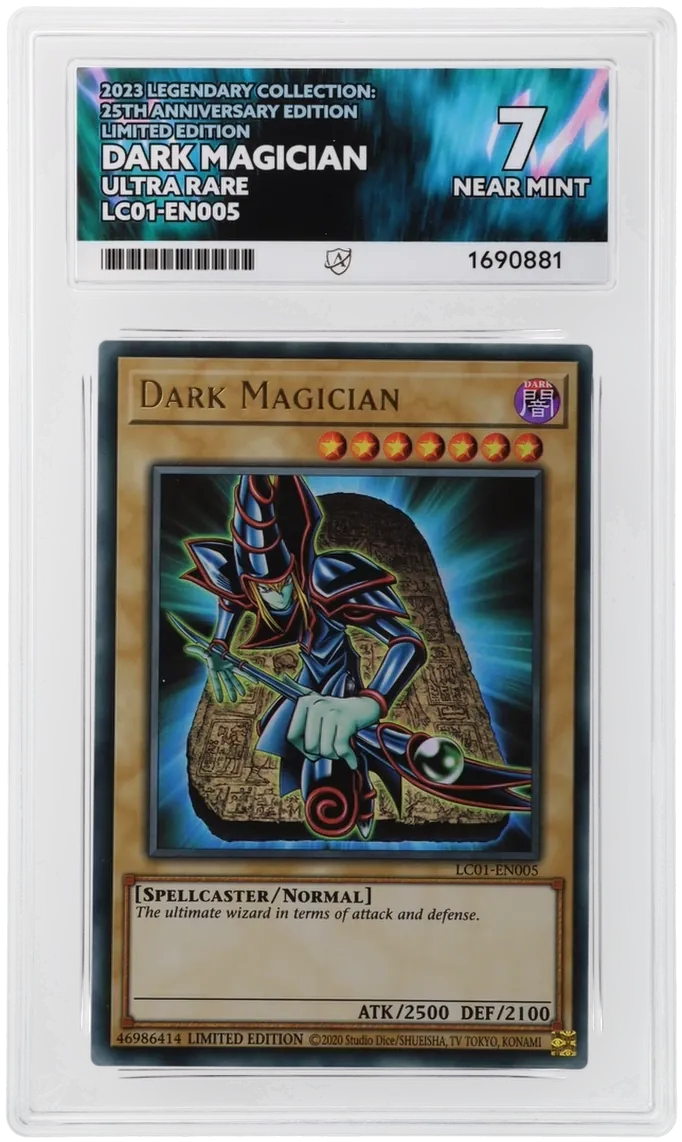 2023 LEGENDARY COLLECTION:
25TH ANNIVERSARY EDITION
LIMITED EDITION
DARK MAGICIAN
ULTRA RARE
LC01-EN005
7
NEAR MINT
1690881
DARK MAGICIAN
DARK
闇
LC01-EN005
[SPELLCASTER/NORMAL]
The ultimate wizard in terms of attack and defense.
ATK/2500 DEF/2100
46986414 LIMITED EDITION ©2020 Studio Dice/SHUEISHA, TV TOKYO, KONAMI